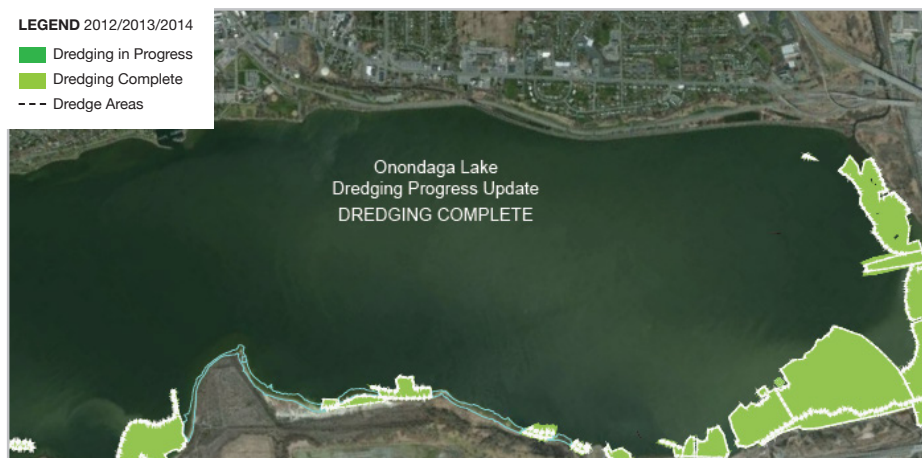 LEGEND 2012/2013/2014
Dredging in Progress
Dredging Complete
Dredge Areas
Onondaga Lake
Dredging Progress Update
DREDGING COMPLETE